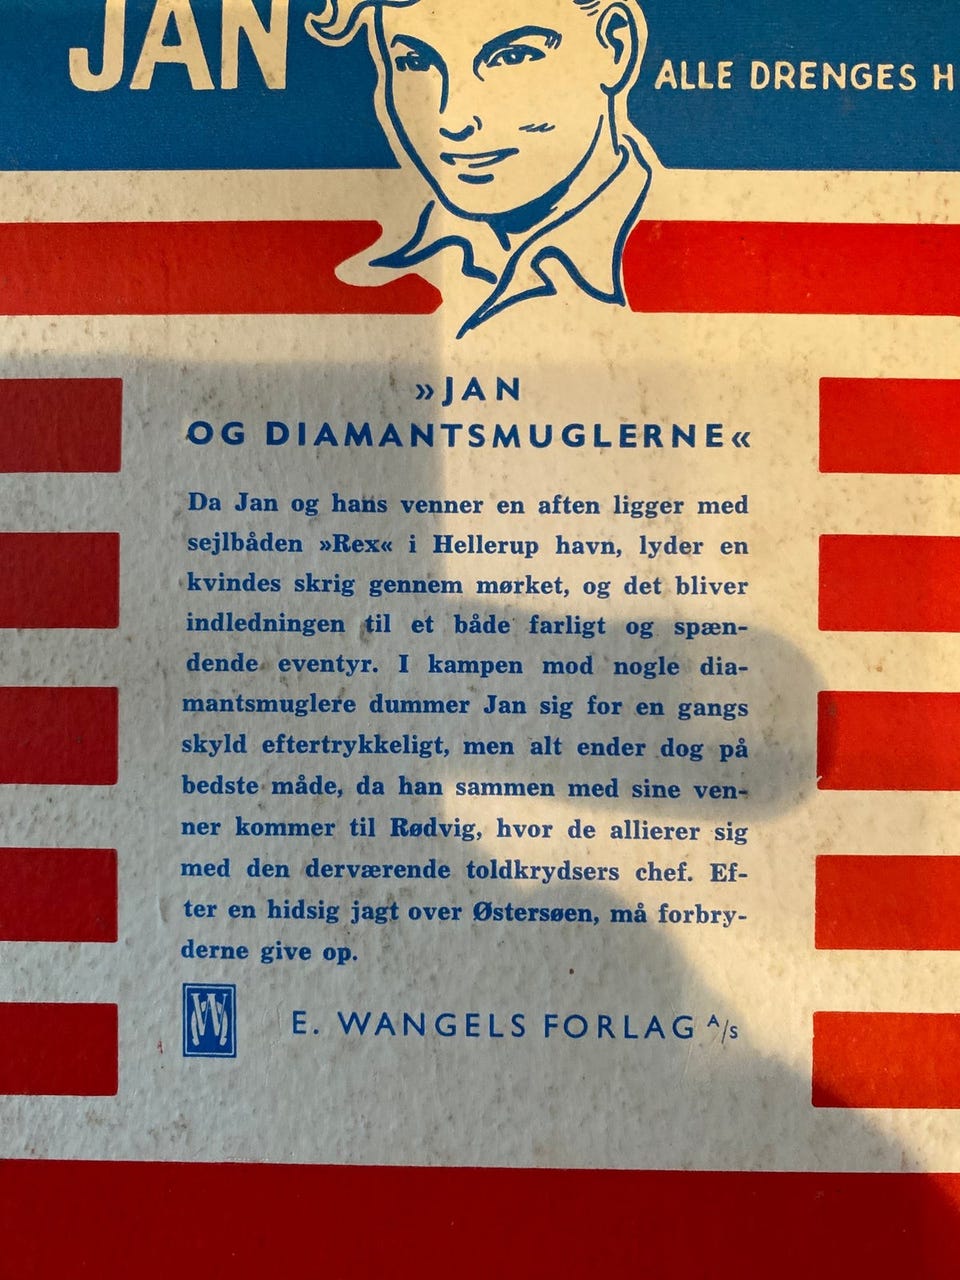 JAN
ALLE DRENGES H
»JAN
OG DIAMANTSMUGLERNE«
Da Jan og hans venner en aften ligger med
sejlbåden »Rex« i Hellerup havn, lyder en
kvindes skrig gennem mørket, og det bliver
indledningen til et både farligt og spæn-
dende eventyr. I kampen mod nogle dia-
mantsmuglere dummer Jan sig for en gangs
skyld eftertrykkeligt, men alt ender dog på
bedste måde, da han sammen med sine ven-
ner kommer til Rødvig, hvor de allierer sig
med den derværende toldkrydsers chef. Ef-
ter en hidsig jagt over Østersøen, må forbry-
derne give op.
W E. WANGELS FORLAG A/s